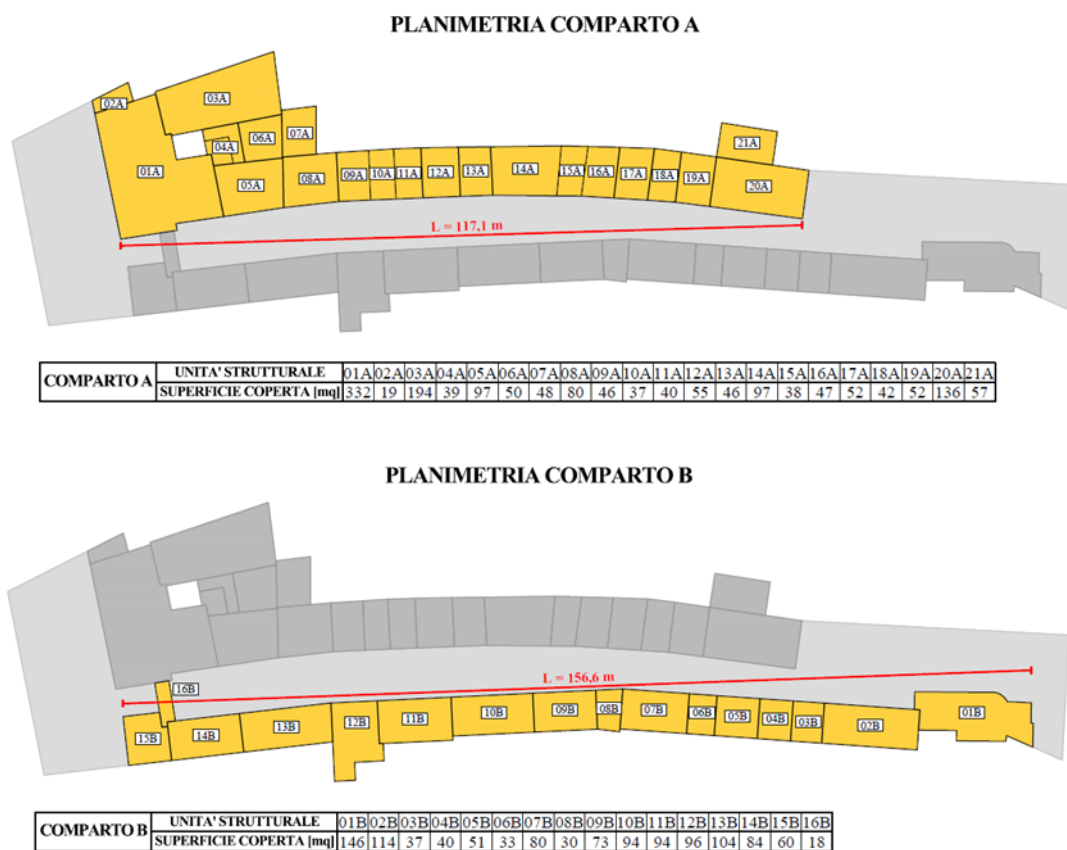 PLANIMETRIA COMPARTO A
02A
03A
04A
06A
07A
01A
05A
08A
09A
10A
11A
12A
13A
14A
15A
16A
17A
18A
19A
20A
21A
L = 117,1 m
COMPARTO A
UNITA' STRUTTURALE 01A 02A 03A 04A 05A 06A 07A 08A 09A 10A 11A 12A 13A 14A 15A 16A 17A 18A 19A 20A 21A
SUPERFICIE COPERTA [mq] 332 19 194 39 97 50 48 80 46 37 40 55 46 97 38 47 52 42 52 136 57
PLANIMETRIA COMPARTO B
L = 156,6 m
16B
15B
14B
13B
12B
11B
10B
09B
08B
07B
06B
05B
04B
03B
02B
01B
COMPARTO B
UNITA' STRUTTURALE 01B 02B 03B 04B 05B 06B 07B 08B 09B 10B 11B 12B 13B 14B 15B 16B
SUPERFICIE COPERTA [mq] 146 114 37 40 51 33 80 30 73 94 94 96 104 84 60 18